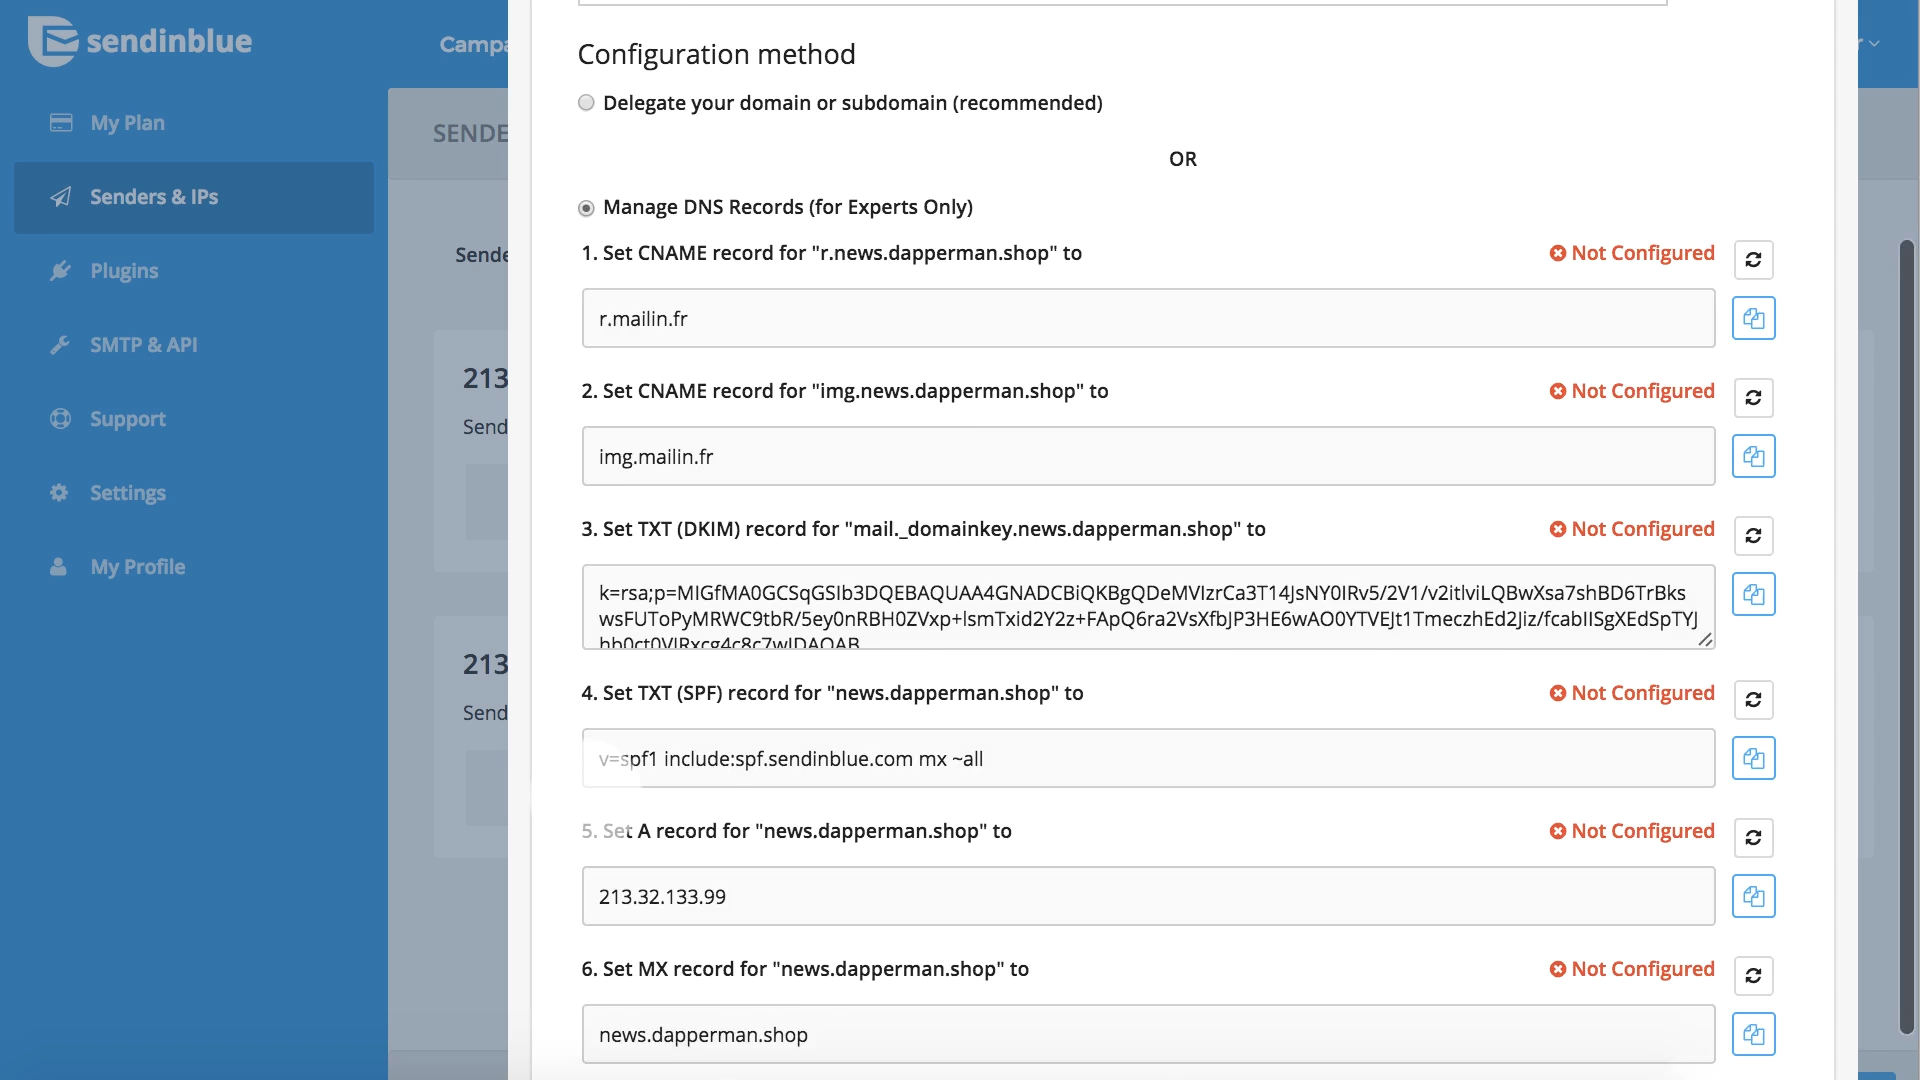 sendinblue
Campa
My Plan
Senders & IPs
Plugins
SMTP & API
Support
Settings
My Profile
SENDE
Sende
213
Send
213
Send
Configuration method
Delegate your domain or subdomain (recommended)
OR
Manage DNS Records (for Experts Only)
1. Set CNAME record for "r.news.dapperman.shop" to
Not Configured
r.mailin.fr
2. Set CNAME record for "img.news.dapperman.shop" to
Not Configured
img.mailin.fr
3. Set TXT (DKIM) record for "mail._domainkey.news.dapperman.shop" to
Not Configured
k=rsa;p=MIGfMA0GCSqGSIb3DQEBAQUAA4GNADCBiQKBgQDeMVIzrCa3T14JsNY0IRv5/2V1/v2itlviLQBwXsa7shBD6TrBks
wsFUToPyMRWC9tbR/5ey0nRBH0ZVxp+lsmTxid2Y2z+FApQ6ra2VsXfbJP3HE6wAO0YTVEJt1TmeczhEd2Jiz/fcabIISgXEdSpTYJ
hb0ct0VIRxcg4c8c7wIDAQAB
4. Set TXT (SPF) record for "news.dapperman.shop" to
Not Configured
v=spf1 include:spf.sendinblue.com mx ~all
5. Set A record for "news.dapperman.shop" to
Not Configured
213.32.133.99
6. Set MX record for "news.dapperman.shop" to
Not Configured
news.dapperman.shop